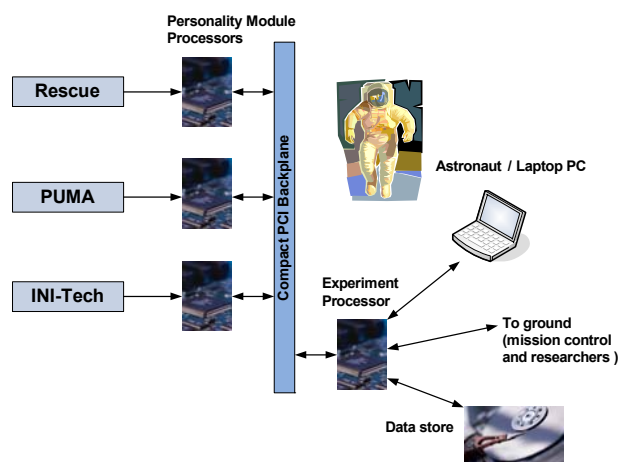 Personality Module
Processors
Rescue
PUMA
INI-Tech
Compact PCI Backplane
Astronaut / Laptop PC
Experiment
Processor
To ground
(mission control
and researchers )
Data store